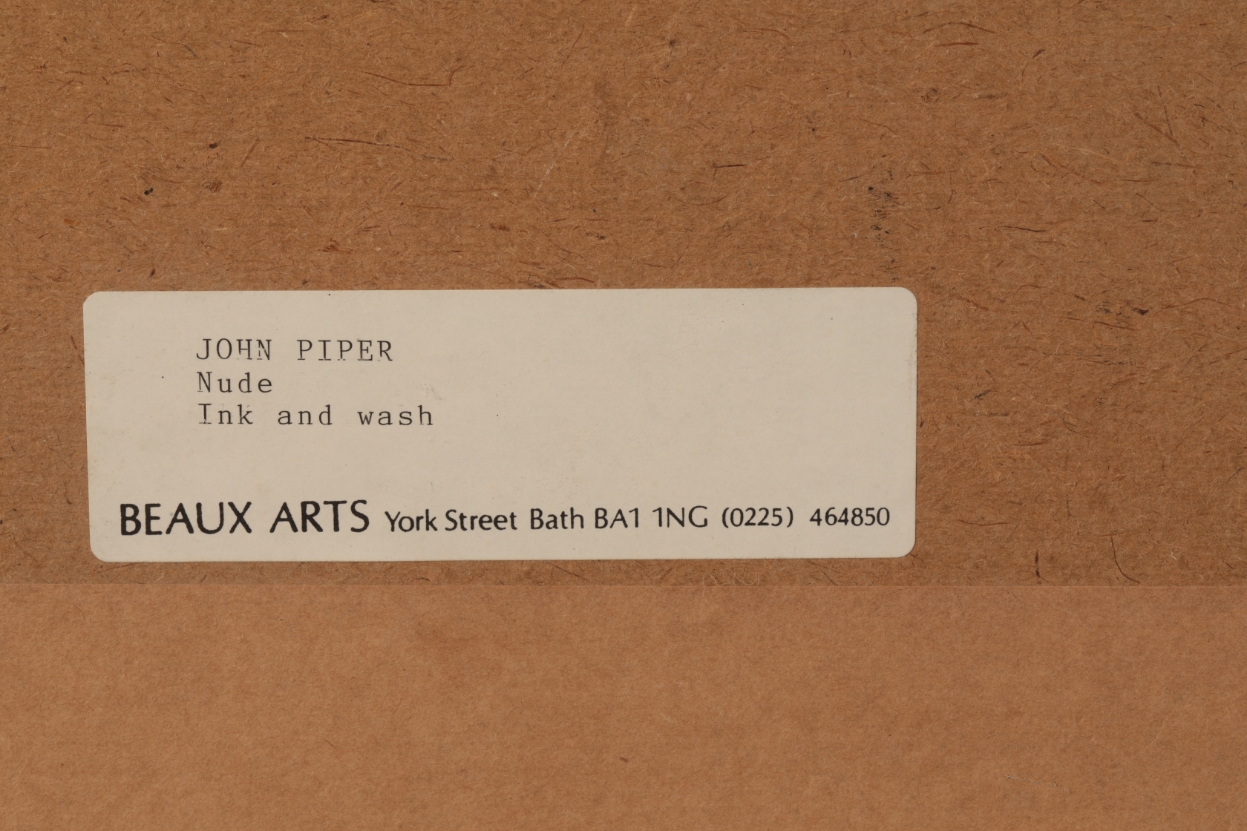 JOHN PIPER
Nude
Ink and wash
BEAUX ARTS York Street Bath BA1 1NG (0225) 464850